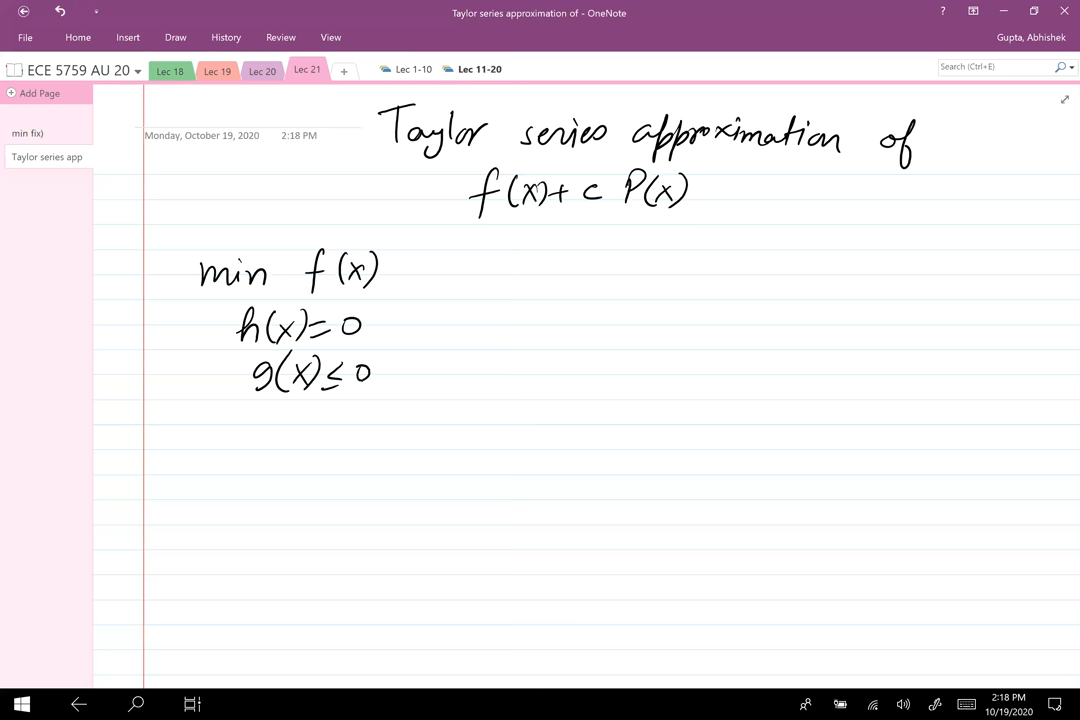 Taylor series approximation of - OneNote
File Home Insert Draw History Review View
Gupta, Abhishek
ECE 5759 AU 20
Lec 18
Lec 19
Lec 20
Lec 21
+
Lec 1-10
Lec 11-20
Search (Ctrl+E)
Add Page
min f(x)
Taylor series app
Monday, October 19, 2020 2:18 PM
Taylor series approximation of
f(x)+ c P(x)
min f(x)
h(x)=0
g(x)≤0
2:18 PM
10/19/2020